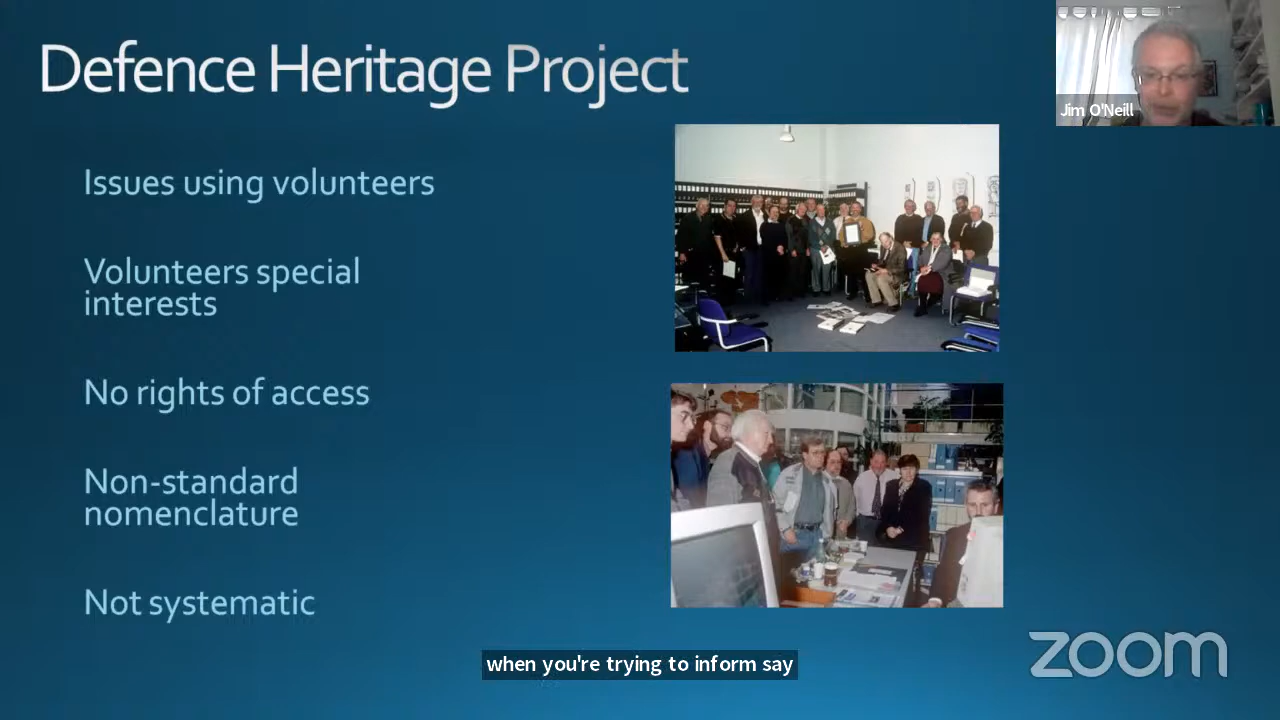 Defence Heritage Project
Jim O'Neill
Issues using volunteers
Volunteers special
interests
No rights of access
Non-standard
nomenclature
Not systematic
when you're trying to inform say
zoom